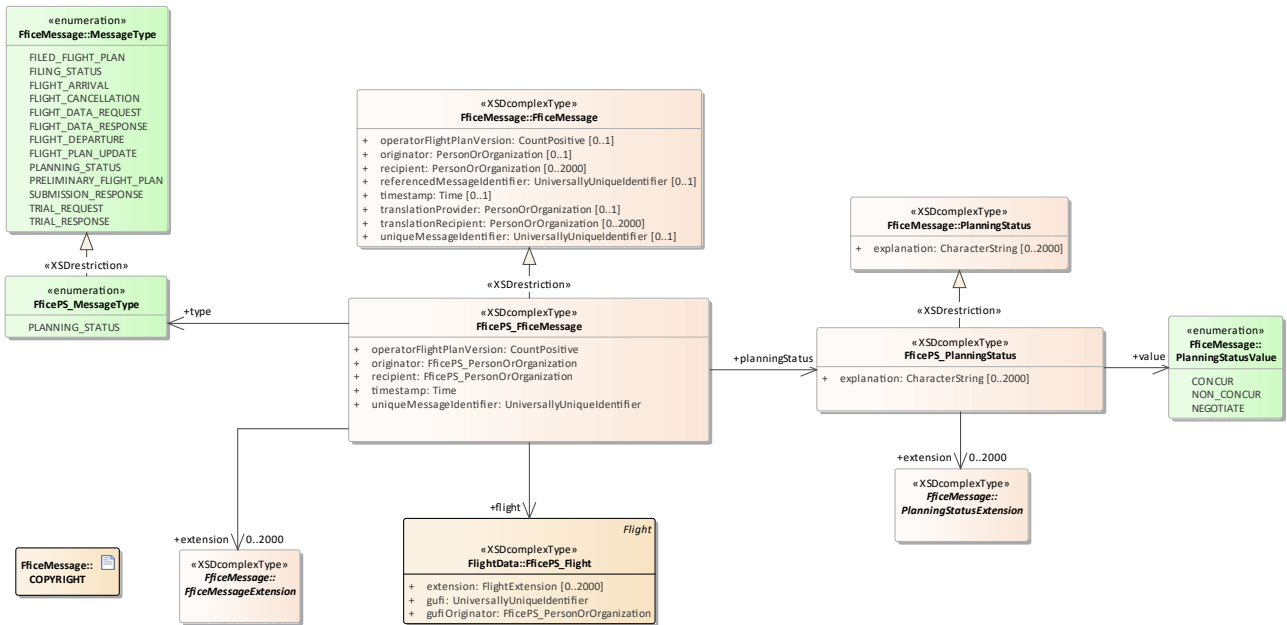 «enumeration»
FficeMessage::MessageType
FILED_FLIGHT_PLAN
FILING_STATUS
FLIGHT_ARRIVAL
FLIGHT_CANCELLATION
FLIGHT_DATA_REQUEST
FLIGHT_DATA_RESPONSE
FLIGHT_DEPARTURE
FLIGHT_PLAN_UPDATE
PLANNING_STATUS
PRELIMINARY_FLIGHT_PLAN
SUBMISSION_RESPONSE
TRIAL_REQUEST
TRIAL_RESPONSE
«XSDrestriction»
«enumeration»
FficePS_MessageType
PLANNING_STATUS
+type
«XSDcomplexType»
FficeMessage::FficeMessage
+ operatorFlightPlanVersion: CountPositive [0..1]
+ originator: PersonOrOrganization [0..1]
+ recipient: PersonOrOrganization [0..2000]
+ referencedMessageIdentifier: UniversallyUniqueIdentifier [0..1]
+ timestamp: Time [0..1]
+ translationProvider: PersonOrOrganization [0..1]
+ translationRecipient: PersonOrOrganization [0..2000]
+ uniqueMessageIdentifier: UniversallyUniqueIdentifier [0..1]
«XSDrestriction»
«XSDcomplexType»
FficePS_FficeMessage
+ operatorFlightPlanVersion: CountPositive
+ originator: FficePS_PersonOrOrganization
+ recipient: FficePS_PersonOrOrganization
+ timestamp: Time
+ uniqueMessageIdentifier: UniversallyUniqueIdentifier
+planningStatus
«XSDcomplexType»
FficeMessage::PlanningStatus
+ explanation: CharacterString [0..2000]
«XSDrestriction»
«XSDcomplexType»
FficePS_PlanningStatus
+ explanation: CharacterString [0..2000]
+value
«enumeration»
FficeMessage::
PlanningStatusValue
CONCUR
NON_CONCUR
NEGOTIATE
+extension 0..2000
«XSDcomplexType»
FficeMessage::
PlanningStatusExtension
+extension 0..2000
«XSDcomplexType»
FficeMessage::
FficeMessageExtension
+flight
Flight
«XSDcomplexType»
FlightData::FficePS_Flight
+ extension: FlightExtension [0..2000]
+ gufi: UniversallyUniqueIdentifier
+ gufiOriginator: FficePS_PersonOrOrganization
FficeMessage::
COPYRIGHT